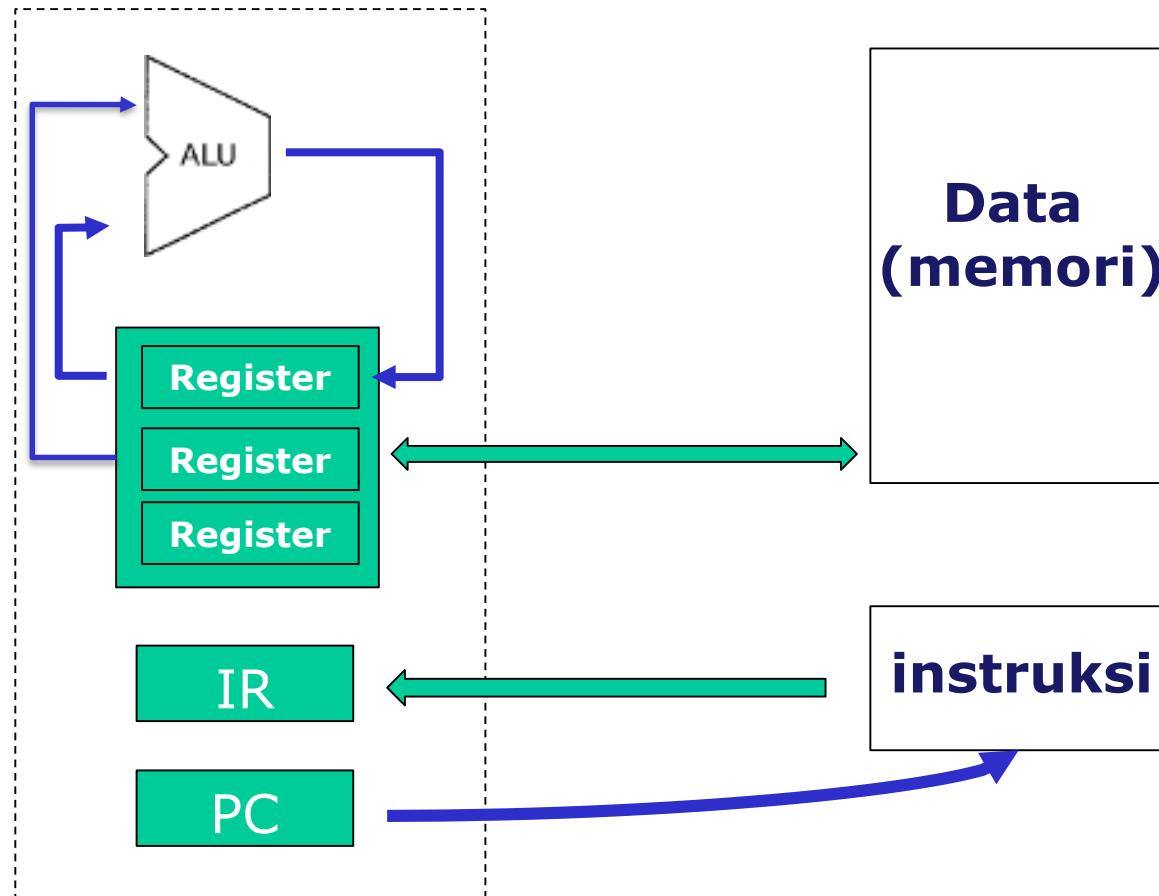 ALU
Register
Register
Register
IR
PC
Data
(memori)
instruksi